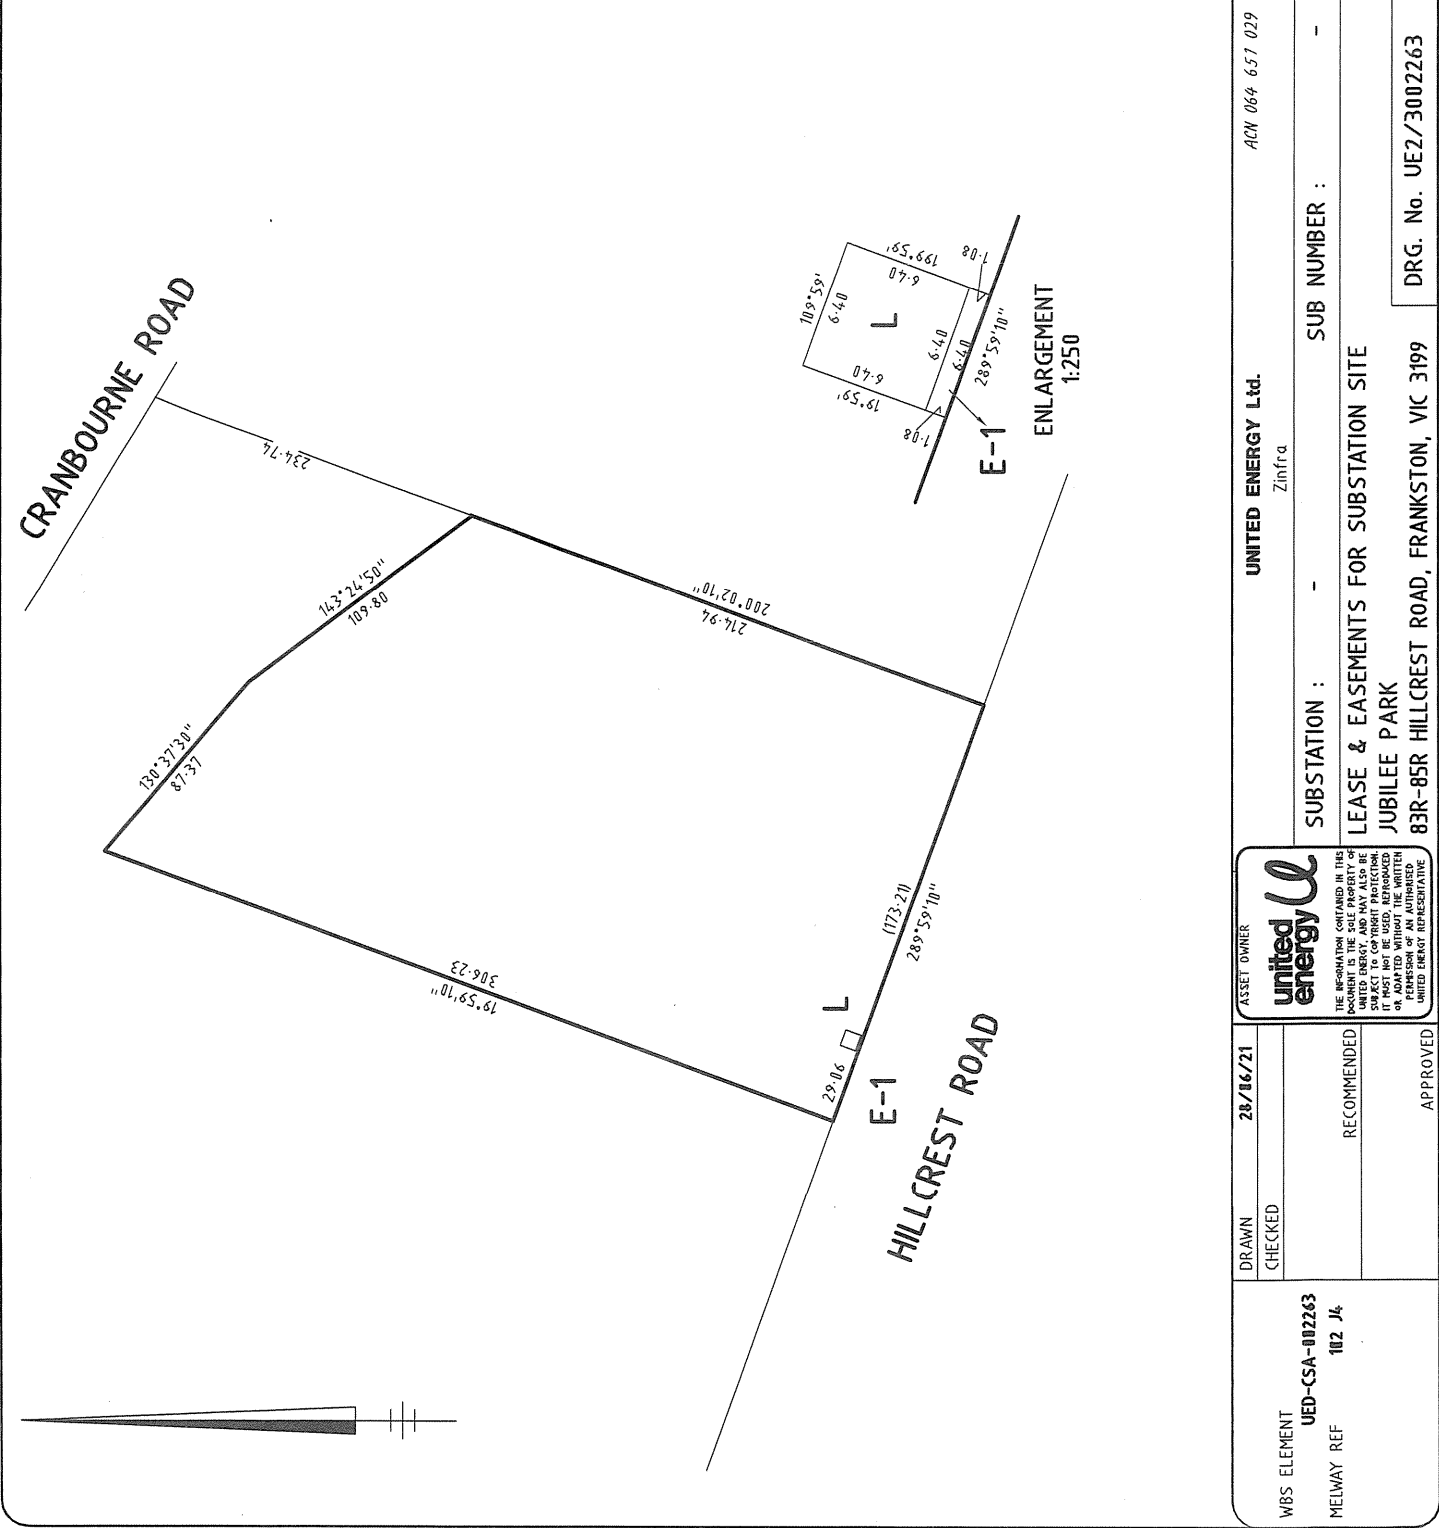 CRANBOURNE ROAD
234·74
143°24'50"
109·80
130°37'30"
87·37
200°02'10"
214·94
306·23
19°59'10"
(173·21)
289°59'10"
29·06
L
E-1
HILLCREST ROAD
109°59'
6·40
199°59'
6·40
L
6·40
19°59'
6·40
6·40
1·08
1·08
289°59'10"
E-1
ENLARGEMENT
1:250
WBS ELEMENT
UED-CSA-002263
MELWAY REF 102 J4
DRAWN 28/06/21
CHECKED
RECOMMENDED
APPROVED
ASSET OWNER
united
energy
THE INFORMATION CONTAINED IN THIS
DOCUMENT IS THE SOLE PROPERTY OF
UNITED ENERGY, AND MAY ALSO BE
SUBJECT TO COPYRIGHT PROTECTION.
IT MUST NOT BE USED, REPRODUCED
OR ADAPTED WITHOUT THE WRITTEN
PERMISSION OF AN AUTHORISED
UNITED ENERGY REPRESENTATIVE
UNITED ENERGY Ltd.
ACN 064 651 029
Zinfra
SUBSTATION : -
SUB NUMBER : -
LEASE & EASEMENTS FOR SUBSTATION SITE
JUBILEE PARK
83R-85R HILLCREST ROAD, FRANKSTON, VIC 3199
DRG. No. UE2/3002263